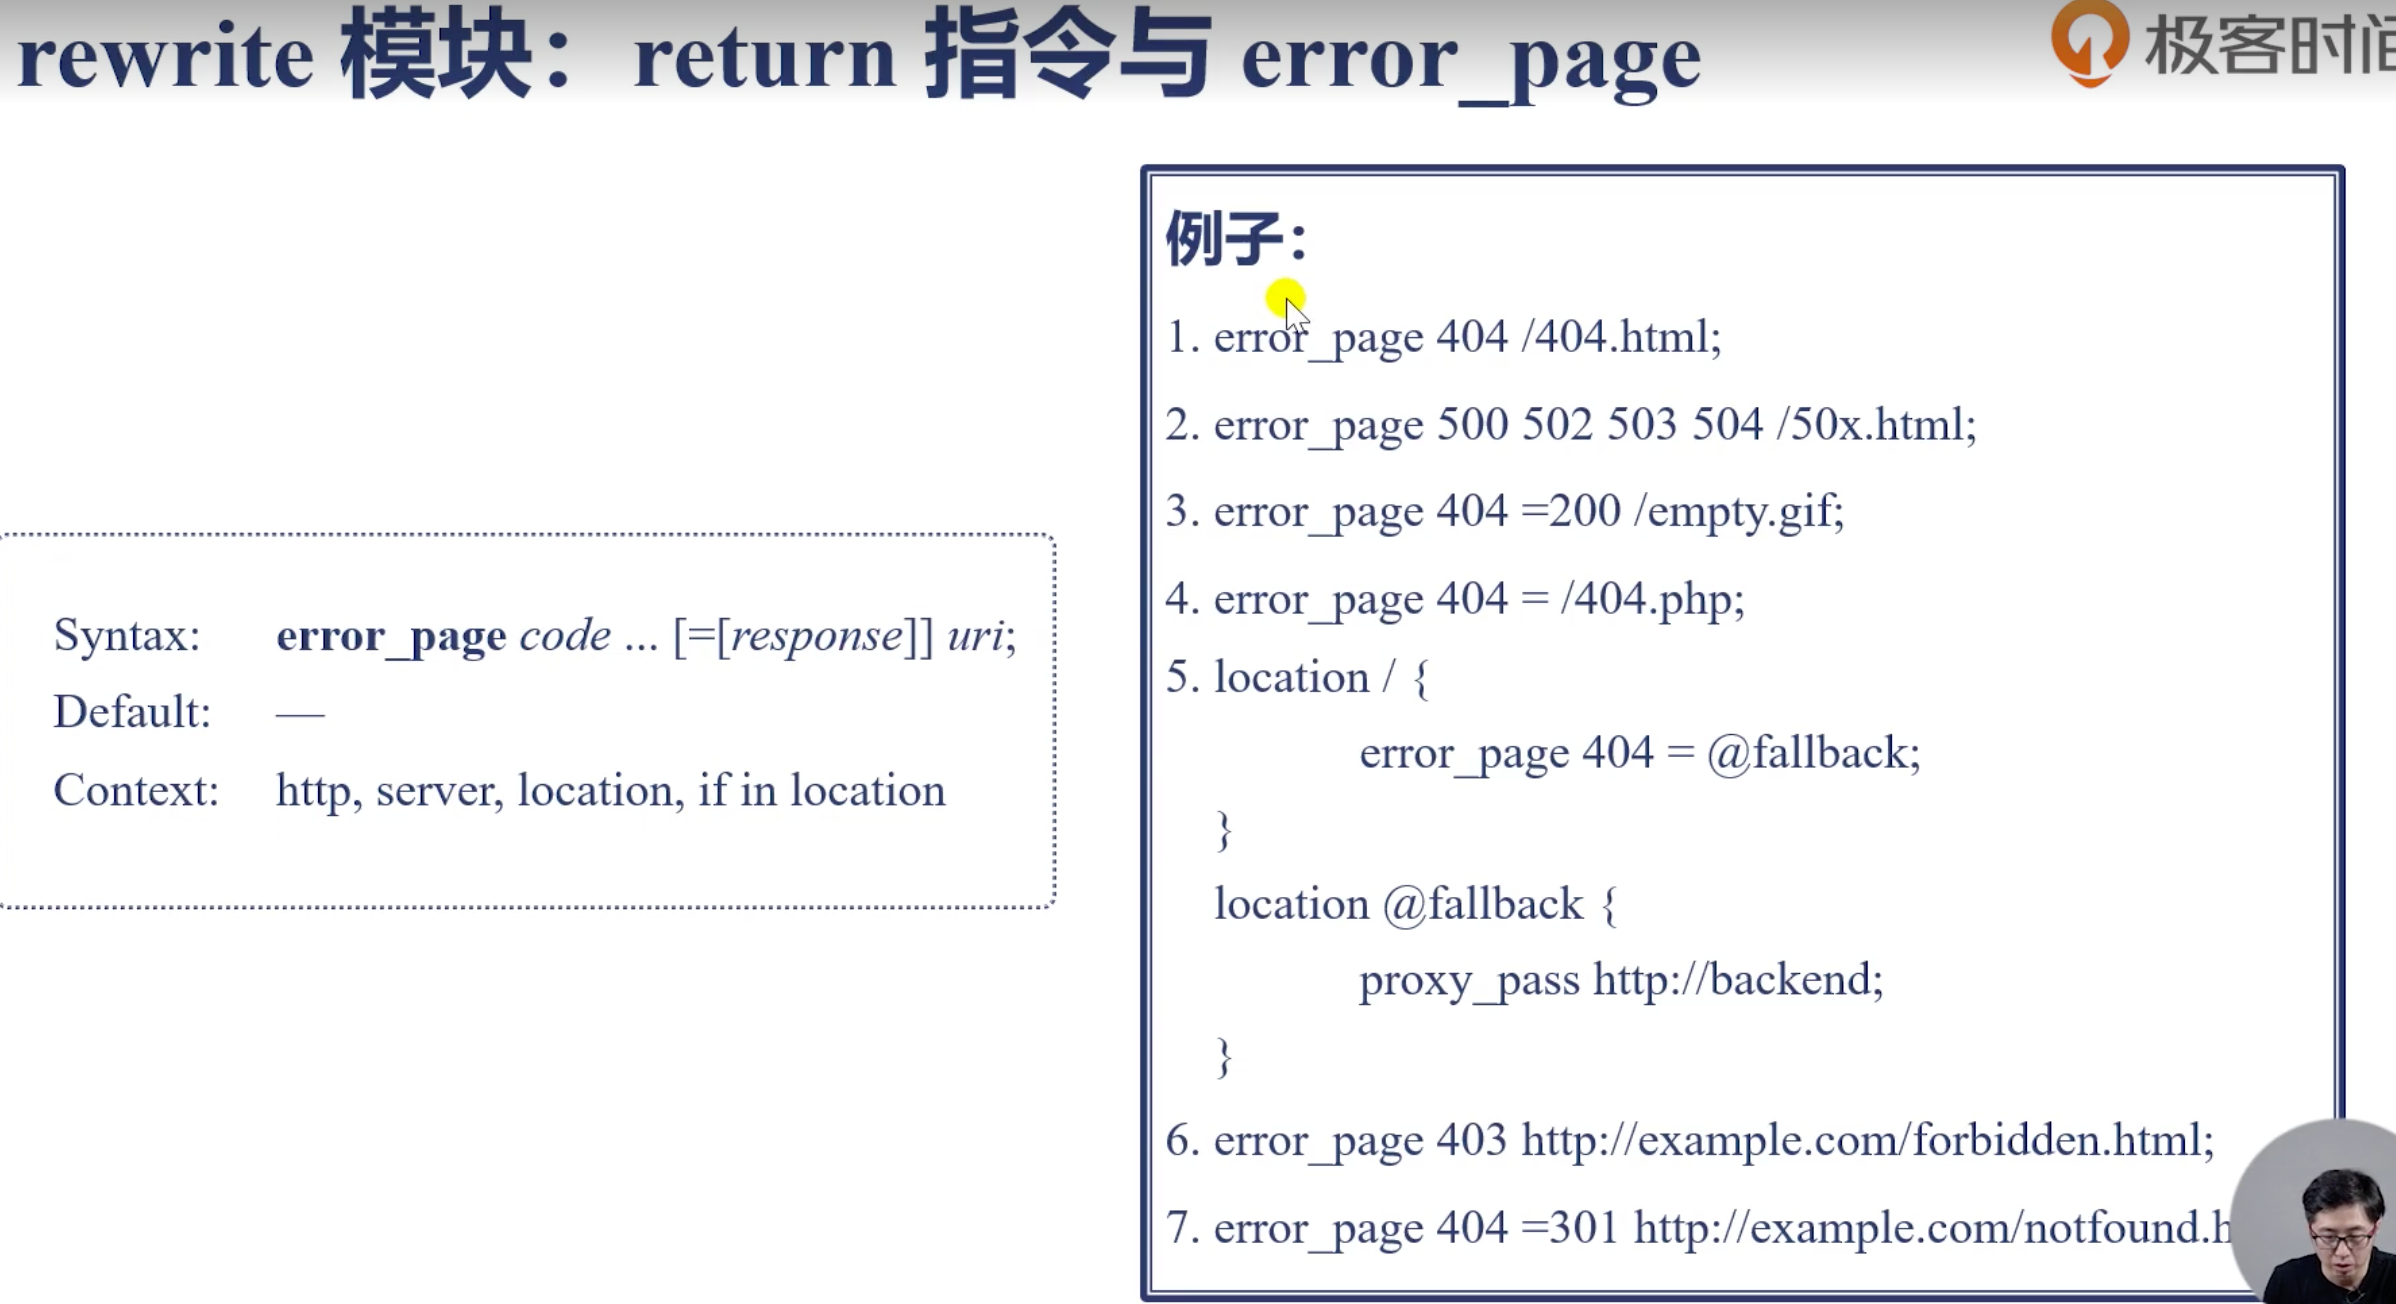 rewrite 模块：return 指令与 error_page
极客时间
Syntax: error_page code ... [=[response]] uri;
Default: —
Context: http, server, location, if in location
例子：
1. error_page 404 /404.html;
2. error_page 500 502 503 504 /50x.html;
3. error_page 404 =200 /empty.gif;
4. error_page 404 = /404.php;
5. location / {
error_page 404 = @fallback;
}
location @fallback {
proxy_pass http://backend;
}
6. error_page 403 http://example.com/forbidden.html;
7. error_page 404 =301 http://example.com/notfound.h